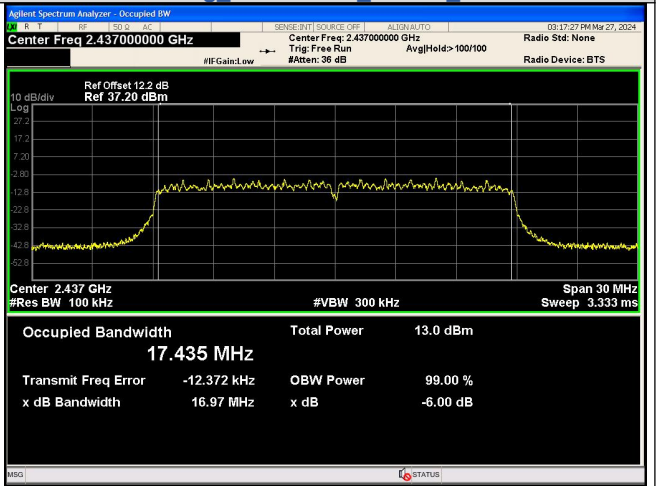 Agilent Spectrum Analyzer - Occupied BW
R T RF 50 Ω AC SENSE:INT SOURCE OFF ALIGN AUTO 03:17:27 PM Mar 27, 2024
Center Freq 2.437000000 GHz Center Freq: 2.437000000 GHz Radio Std: None
Trig: Free Run Avg|Hold:> 100/100
#IFGain:Low #Atten: 36 dB Radio Device: BTS
Ref Offset 12.2 dB
10 dB/div Ref 37.20 dBm
Log
27.2
17.2
7.20
-2.80
-12.8
-22.8
-32.8
-42.8
-52.8
Center 2.437 GHz Span 30 MHz
#Res BW 100 kHz #VBW 300 kHz Sweep 3.333 ms
Occupied Bandwidth Total Power 13.0 dBm
17.435 MHz
Transmit Freq Error -12.372 kHz OBW Power 99.00 %
x dB Bandwidth 16.97 MHz x dB -6.00 dB
MSG STATUS